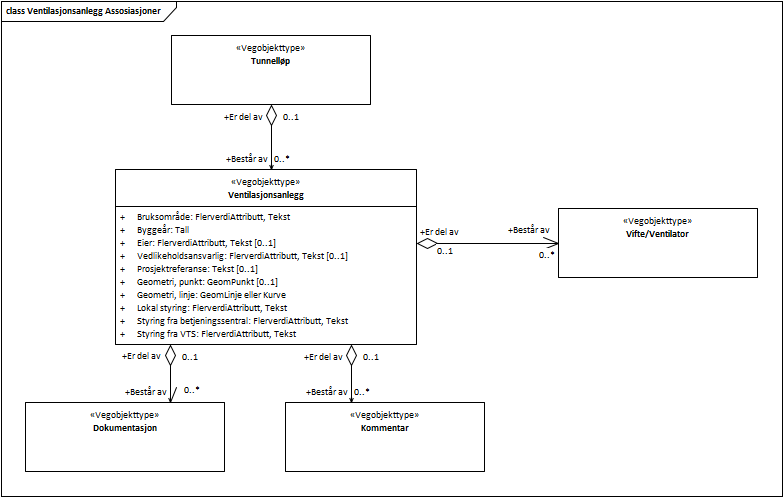 class Ventilasjonsanlegg Assosiasjoner
«Vegobjekttype»
Tunnelløp
+Er del av 0..1
+Består av 0..*
«Vegobjekttype»
Ventilasjonsanlegg
+ Bruksområde: FlerverdiAttributt, Tekst
+ Byggeår: Tall
+ Eier: FlerverdiAttributt, Tekst [0..1]
+ Vedlikeholdsansvarlig: FlerverdiAttributt, Tekst [0..1]
+ Prosjektreferanse: Tekst [0..1]
+ Geometri, punkt: GeomPunkt [0..1]
+ Geometri, linje: GeomLinje eller Kurve
+ Lokal styring: FlerverdiAttributt, Tekst
+ Styring fra betjeningssentral: FlerverdiAttributt, Tekst
+ Styring fra VTS: FlerverdiAttributt, Tekst
+Er del av
0..1
+Består av
0..*
«Vegobjekttype»
Vifte/Ventilator
+Er del av 0..1
+Består av 0..*
«Vegobjekttype»
Dokumentasjon
+Er del av 0..1
+Består av 0..*
«Vegobjekttype»
Kommentar